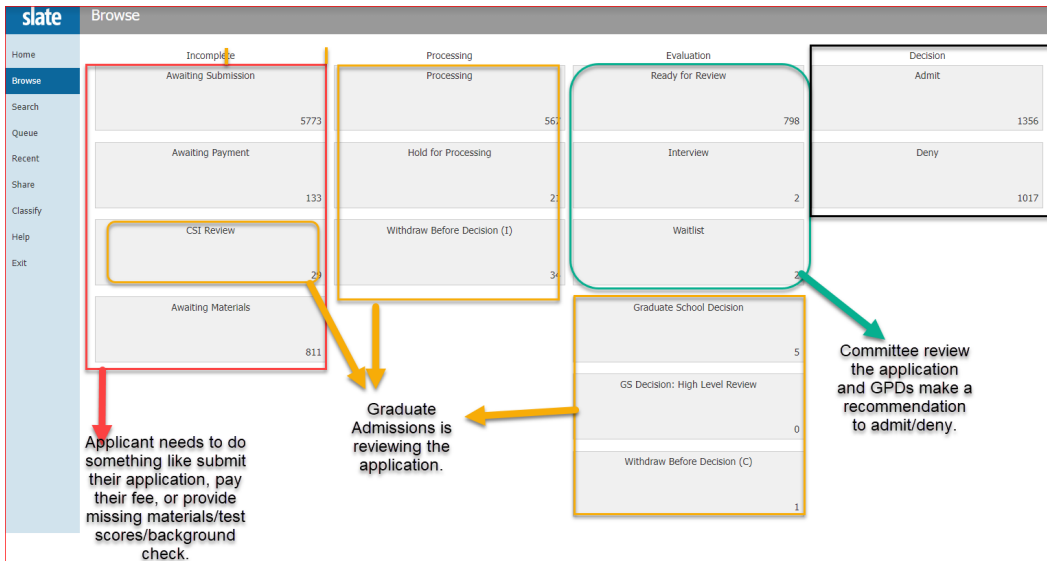 slate
Browse
Home
Browse
Search
Queue
Recent
Share
Classify
Help
Exit
Incomplete
Awaiting Submission
5773
Awaiting Payment
133
CSI Review
29
Awaiting Materials
811
Processing
Processing
567
Hold for Processing
21
Withdraw Before Decision (I)
34
Evaluation
Ready for Review
798
Interview
2
Waitlist
2
Graduate School Decision
5
GS Decision: High Level Review
0
Withdraw Before Decision (C)
1
Decision
Admit
1356
Deny
1017
Applicant needs to do
something like submit
their application, pay
their fee, or provide
missing materials/test
scores/background
check.
Graduate
Admissions is
reviewing the
application.
Committee review
the application
and GPDs make a
recommendation
to admit/deny.